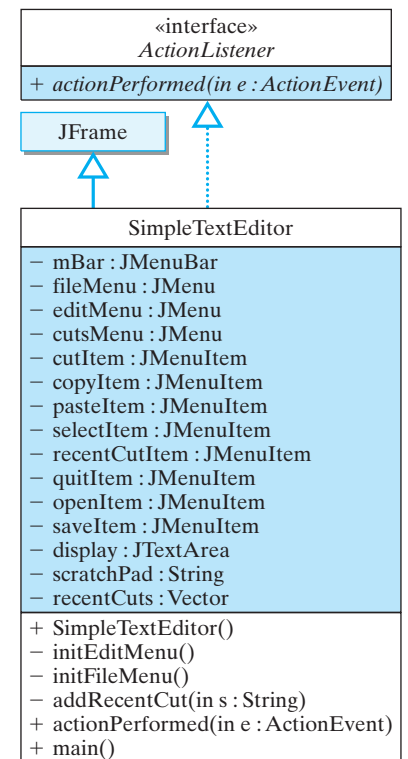 «interface»
ActionListener
+ actionPerformed(in e : ActionEvent)
JFrame
SimpleTextEditor
− mBar : JMenuBar
− fileMenu : JMenu
− editMenu : JMenu
− cutsMenu : JMenu
− cutItem : JMenuItem
− copyItem : JMenuItem
− pasteItem : JMenuItem
− selectItem : JMenuItem
− recentCutItem : JMenuItem
− quitItem : JMenuItem
− openItem : JMenuItem
− saveItem : JMenuItem
− display : JTextArea
− scratchPad : String
− recentCuts : Vector
+ SimpleTextEditor()
− initEditMenu()
− initFileMenu()
− addRecentCut(in s : String)
+ actionPerformed(in e : ActionEvent)
+ main()